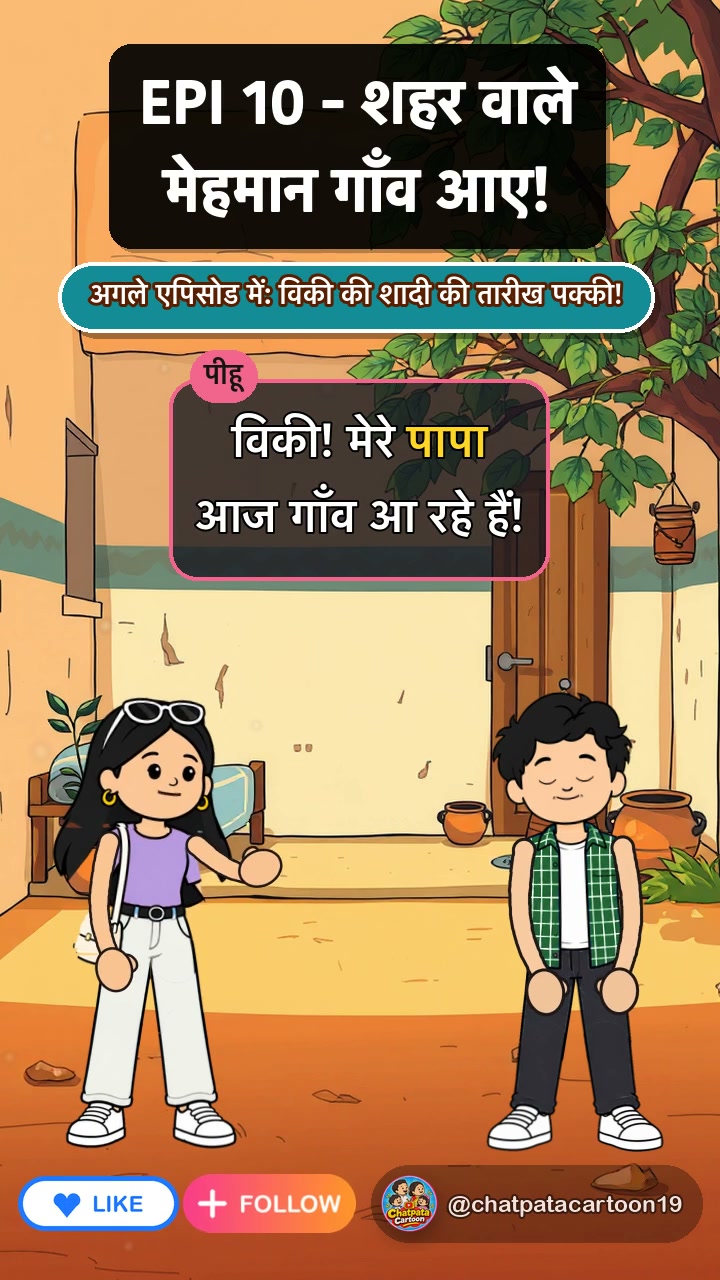 EPI 10 - शहर वाले
मेहमान गाँव आए!
अगले एपिसोड में: विकी की शादी की तारीख पक्की!
पीहू
विकी! मेरे पापा
आज गाँव आ रहे हैं!
LIKE
+ FOLLOW
Chatpata
Cartoon
@chatpatacartoon19